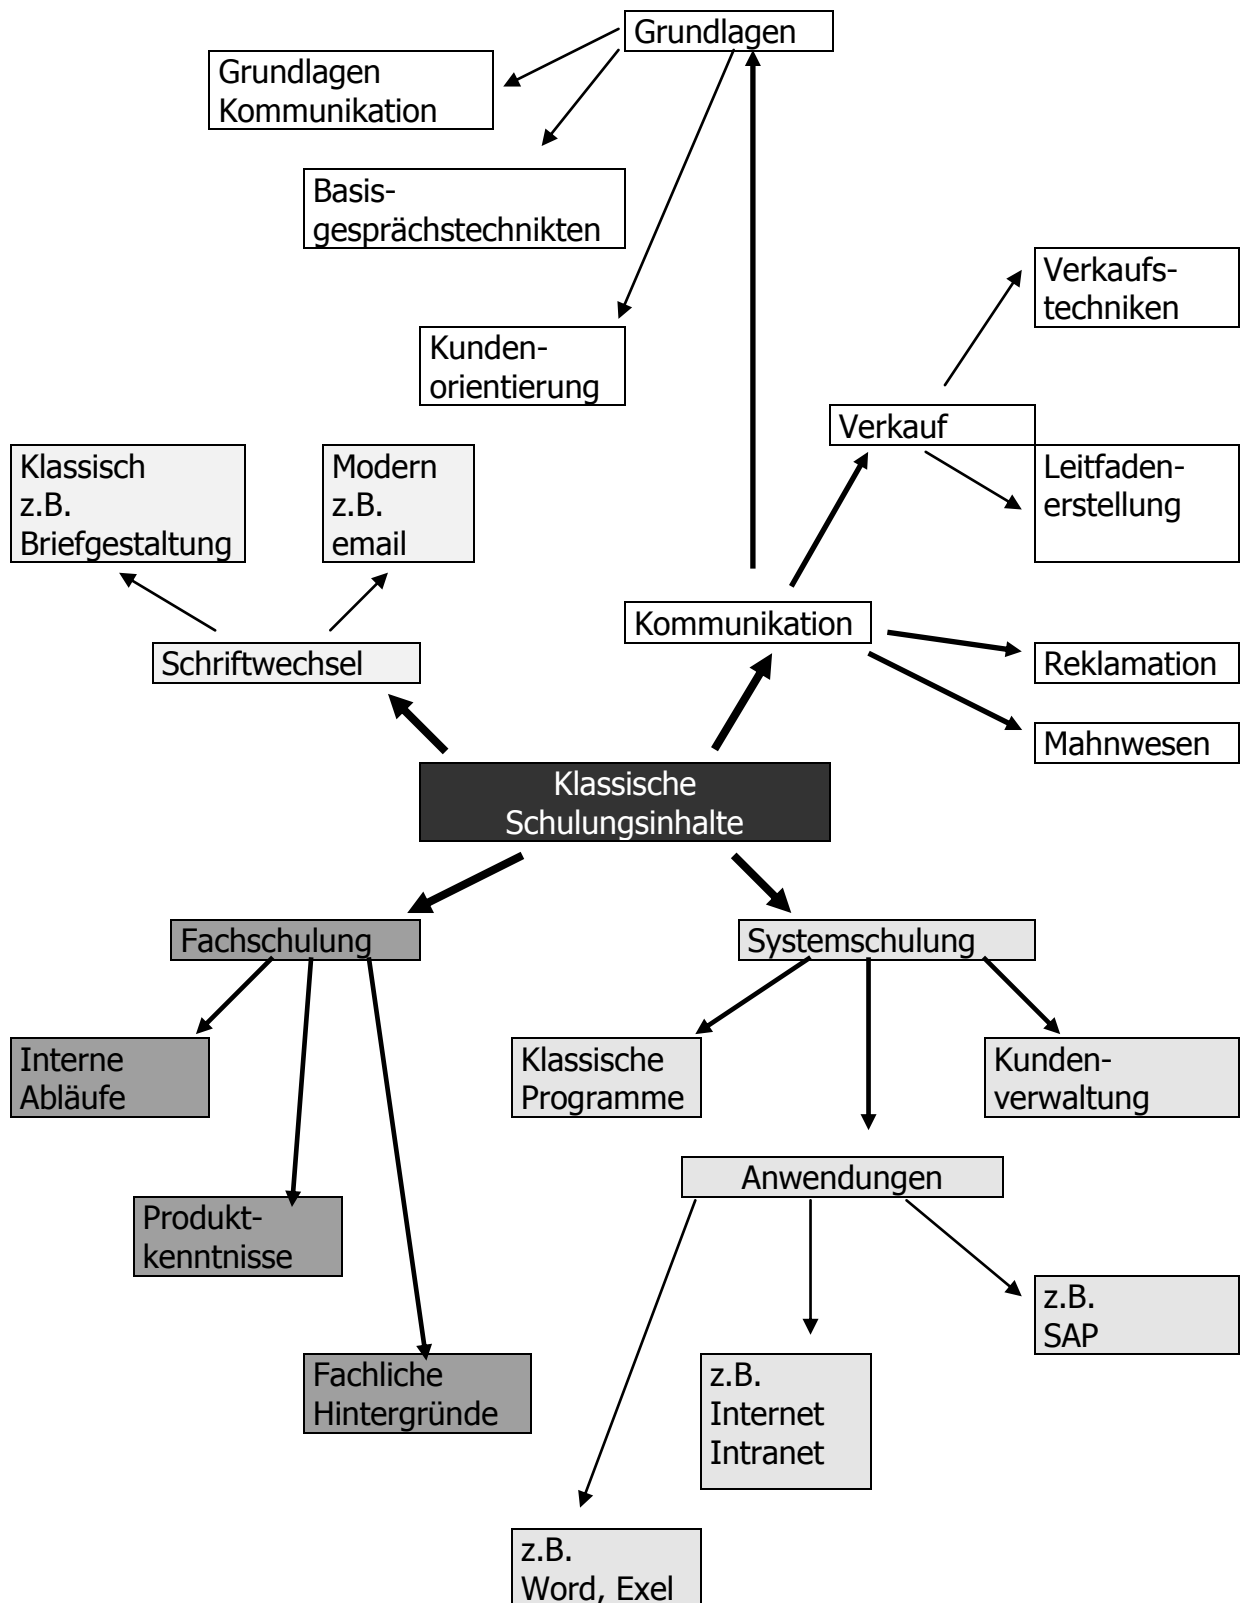 Grundlagen
Grundlagen
Kommunikation
Basis-
gesprächstechnikten
Verkaufs-
techniken
Kunden-
orientierung
Verkauf
Klassisch
z.B.
Briefgestaltung
Modern
z.B.
email
Leitfaden-
erstellung
Kommunikation
Schriftwechsel
Reklamation
Mahnwesen
Klassische
Schulungsinhalte
Fachschulung
Systemschulung
Interne
Abläufe
Klassische
Programme
Kunden-
verwaltung
Anwendungen
Produkt-
kenntnisse
z.B.
SAP
Fachliche
Hintergründe
z.B.
Internet
Intranet
z.B.
Word, Exel